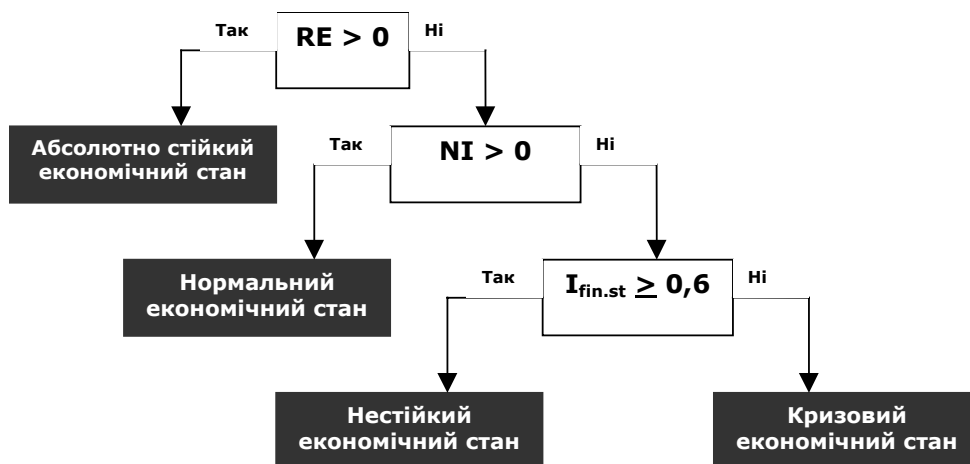 Так
RE > 0
Ні
Абсолютно стійкий
економічний стан
Так
NI > 0
Ні
Нормальний
економічний стан
Так
Ifin.st ≥ 0,6
Ні
Нестійкий
економічний стан
Кризовий
економічний стан